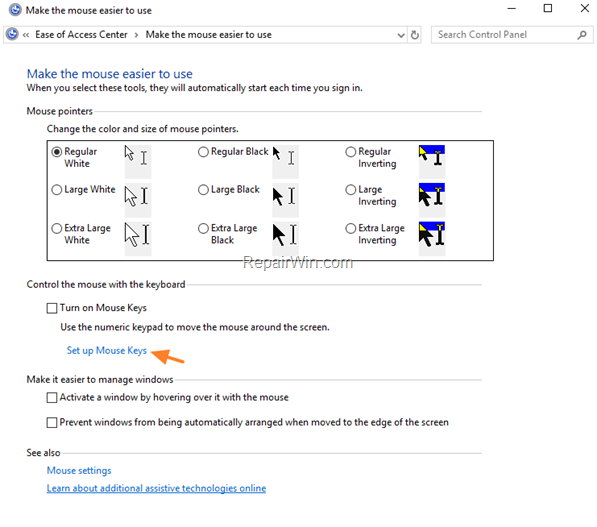 Make the mouse easier to use
« Ease of Access Center › Make the mouse easier to use
Search Control Panel
Make the mouse easier to use
When you select these tools, they will automatically start each time you sign in.
Mouse pointers
Change the color and size of mouse pointers.
Regular White
Regular Black
Regular Inverting
Large White
Large Black
Large Inverting
Extra Large White
Extra Large Black
Extra Large Inverting
RepairWin.com
Control the mouse with the keyboard
Turn on Mouse Keys
Use the numeric keypad to move the mouse around the screen.
Set up Mouse Keys
Make it easier to manage windows
Activate a window by hovering over it with the mouse
Prevent windows from being automatically arranged when moved to the edge of the screen
See also
Mouse settings
Learn about additional assistive technologies online